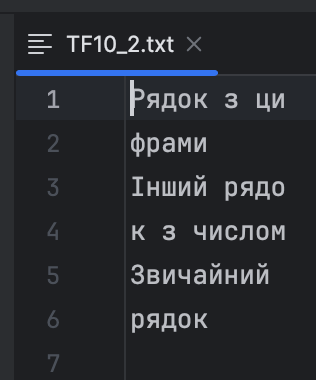 TF10_2.txt
1 Рядок з ци
2 фрами
3 Інший рядо
4 к з числом
5 Звичайний
6 рядок
7